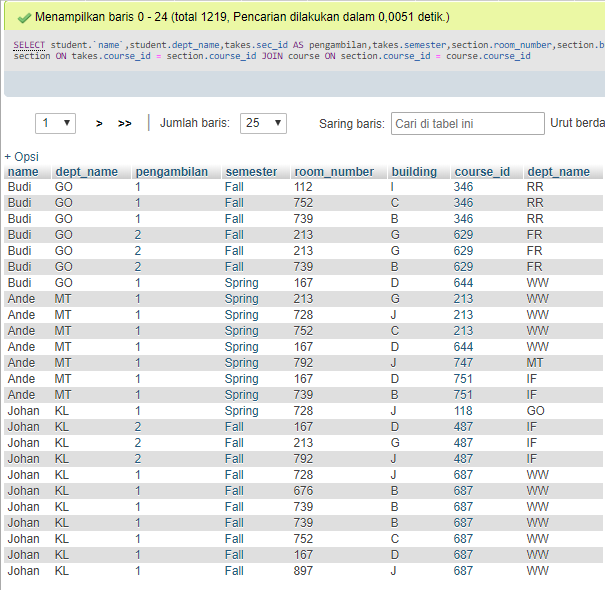 Menampilkan baris 0 - 24 (total 1219, Pencarian dilakukan dalam 0,0051 detik.)
SELECT student.`name`,student.dept_name,takes.sec_id AS pengambilan,takes.semester,section.room_number,section.b
section ON takes.course_id = section.course_id JOIN course ON section.course_id = course.course_id
1 > >> Jumlah baris: 25 Saring baris: Cari di tabel ini Urut berda
+ Opsi
name dept_name pengambilan semester room_number building course_id dept_name
Budi GO 1 Fall 112 I 346 RR
Budi GO 1 Fall 752 C 346 RR
Budi GO 1 Fall 739 B 346 RR
Budi GO 2 Fall 213 G 629 FR
Budi GO 2 Fall 213 G 629 FR
Budi GO 2 Fall 739 B 629 FR
Budi GO 1 Spring 167 D 644 WW
Ande MT 1 Spring 213 G 213 WW
Ande MT 1 Spring 728 J 213 WW
Ande MT 1 Spring 752 C 213 WW
Ande MT 1 Spring 167 D 644 WW
Ande MT 1 Spring 792 J 747 MT
Ande MT 1 Spring 167 D 751 IF
Ande MT 1 Spring 739 B 751 IF
Johan KL 1 Spring 728 J 118 GO
Johan KL 2 Fall 167 D 487 IF
Johan KL 2 Fall 213 G 487 IF
Johan KL 2 Fall 792 J 487 IF
Johan KL 1 Fall 728 J 687 WW
Johan KL 1 Fall 676 B 687 WW
Johan KL 1 Fall 739 B 687 WW
Johan KL 1 Fall 739 B 687 WW
Johan KL 1 Fall 752 C 687 WW
Johan KL 1 Fall 167 D 687 WW
Johan KL 1 Fall 897 J 687 WW